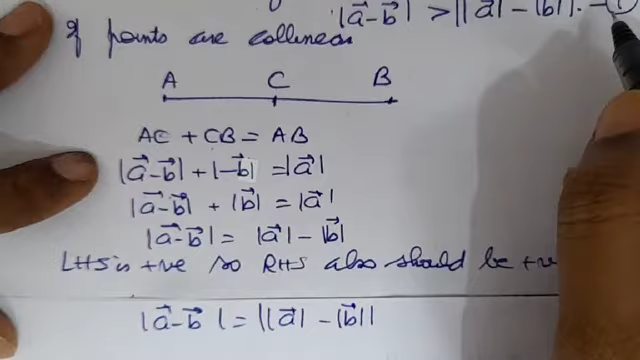 |a⃗-b⃗| > ||a⃗| - |b⃗||. - (1)
If points are collinear
A C B
AC + CB = AB
|a⃗-b⃗| + |-b⃗| = |a⃗|
|a⃗-b⃗| + |b⃗| = |a⃗|
|a⃗-b⃗| = |a⃗| - |b⃗|
LHS is +ve so RHS also should be +ve
|a⃗-b⃗| = ||a⃗| - |b⃗||